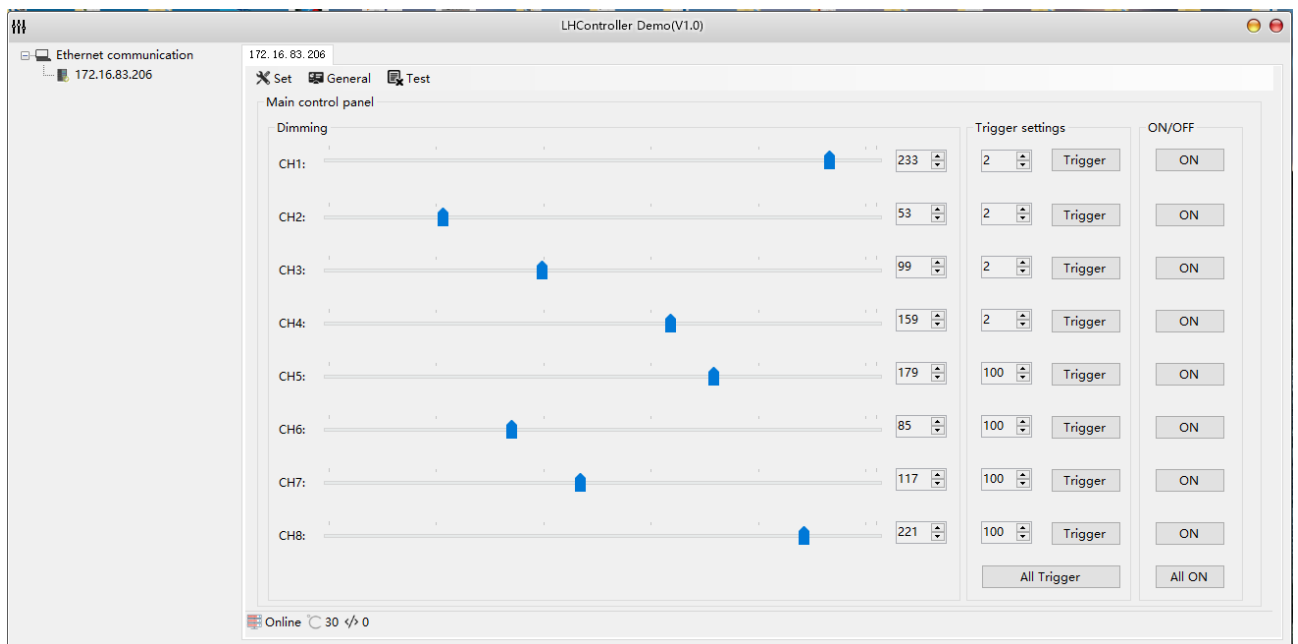 LHController Demo(V1.0)
Ethernet communication
172.16.83.206
172.16.83.206
Set General Test
Main control panel
Dimming Trigger settings ON/OFF
CH1: 233 2 Trigger ON
CH2: 53 2 Trigger ON
CH3: 99 2 Trigger ON
CH4: 159 2 Trigger ON
CH5: 179 100 Trigger ON
CH6: 85 100 Trigger ON
CH7: 117 100 Trigger ON
CH8: 221 100 Trigger ON
All Trigger All ON
Online ℃ 30 </> 0